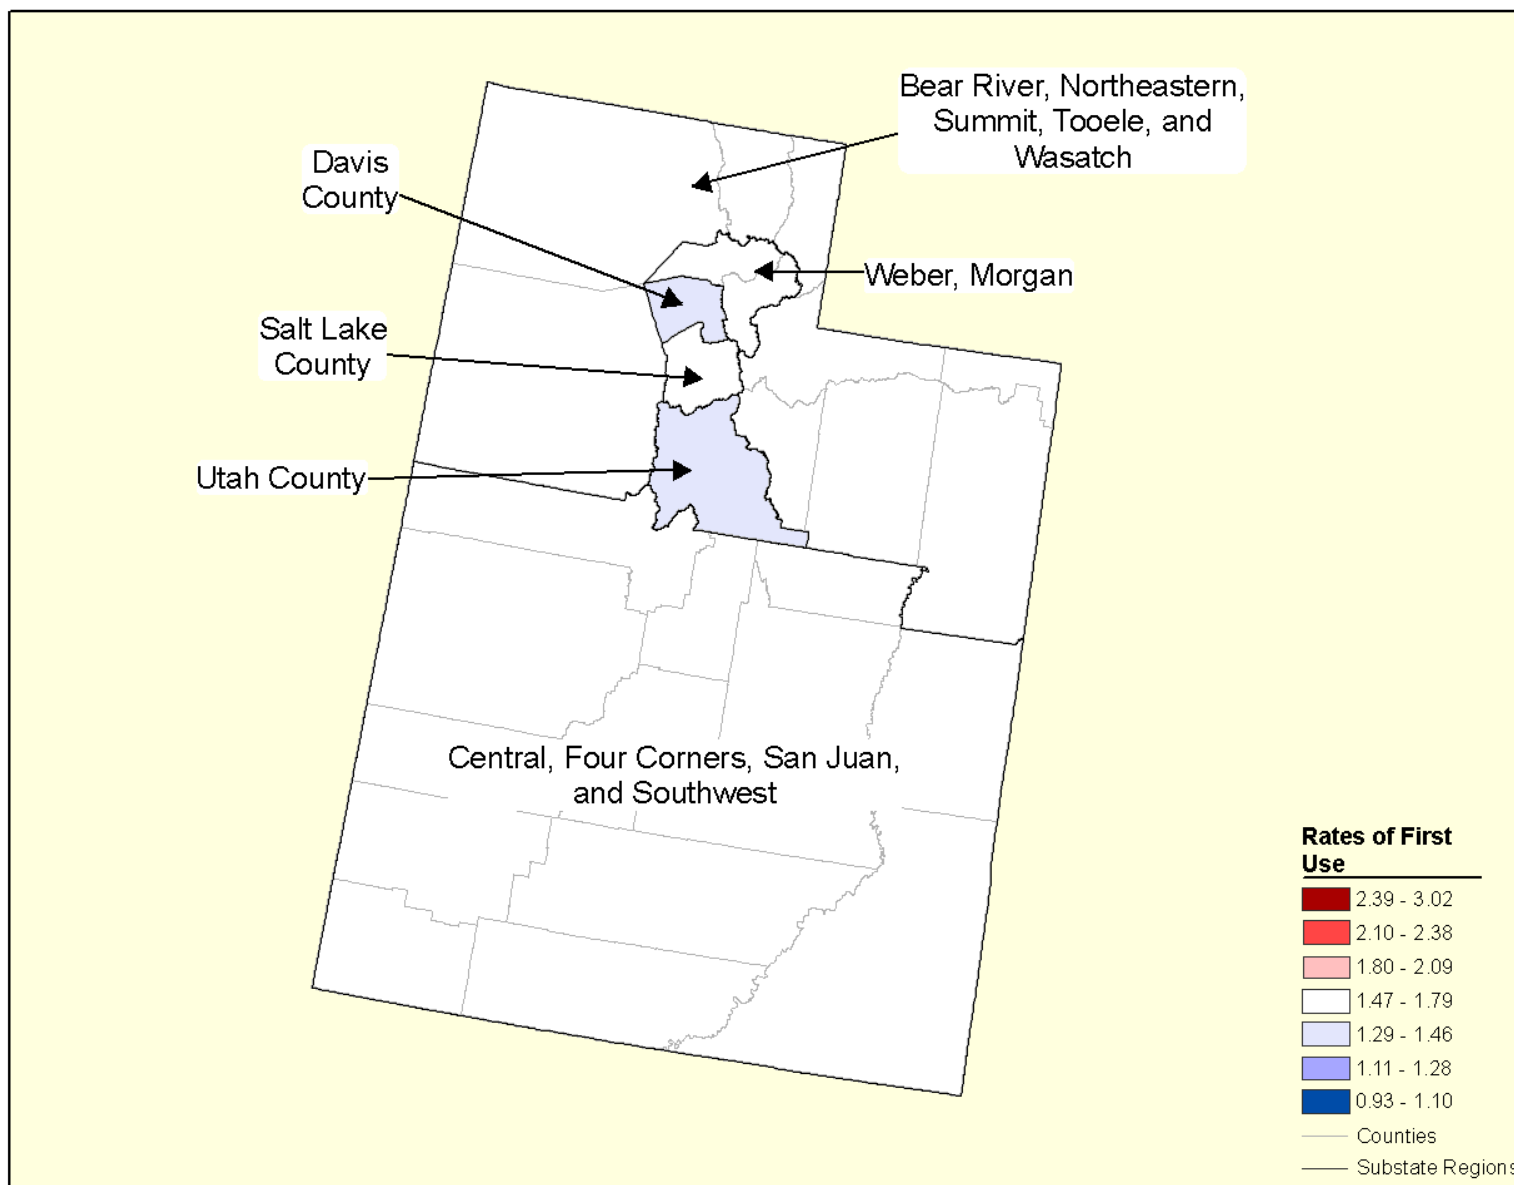 Bear River, Northeastern,
Summit, Tooele, and
Wasatch
Davis
County
Weber, Morgan
Salt Lake
County
Utah County
Central, Four Corners, San Juan,
and Southwest
Rates of First
Use
2.39 - 3.02
2.10 - 2.38
1.80 - 2.09
1.47 - 1.79
1.29 - 1.46
1.11 - 1.28
0.93 - 1.10
Counties
Substate Regions